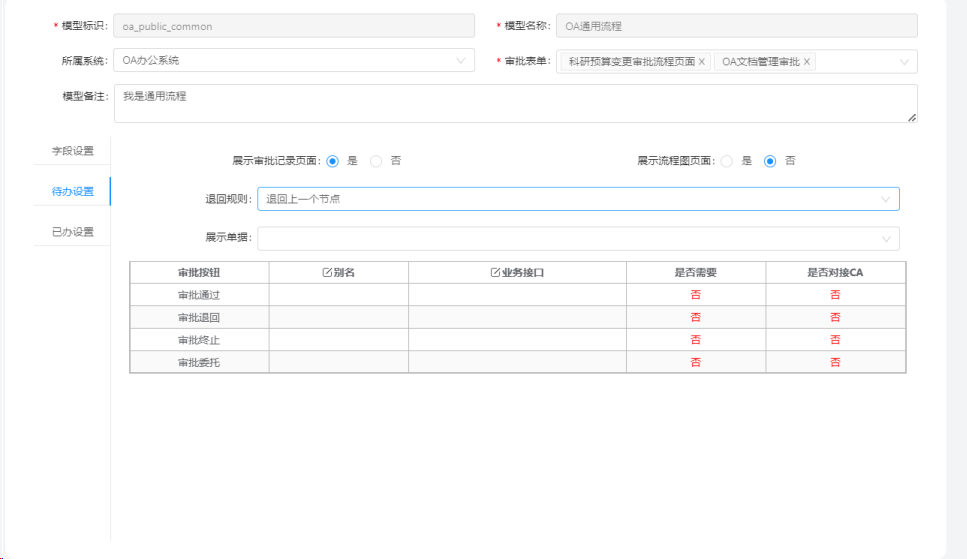 * 模型标识: oa_public_common * 模型名称: OA通用流程
所属系统: OA办公系统 * 审批表单: 科研预算变更审批流程页面 X OA文档管理审批 X
模型备注: 我是通用流程
字段设置
待办设置
已办设置
展示审批记录页面: 是 否 展示流程图页面: 是 否
退回规则: 退回上一个节点
展示单据:
审批按钮 别名 业务接口 是否需要 是否对接CA
审批通过 否 否
审批退回 否 否
审批终止 否 否
审批委托 否 否